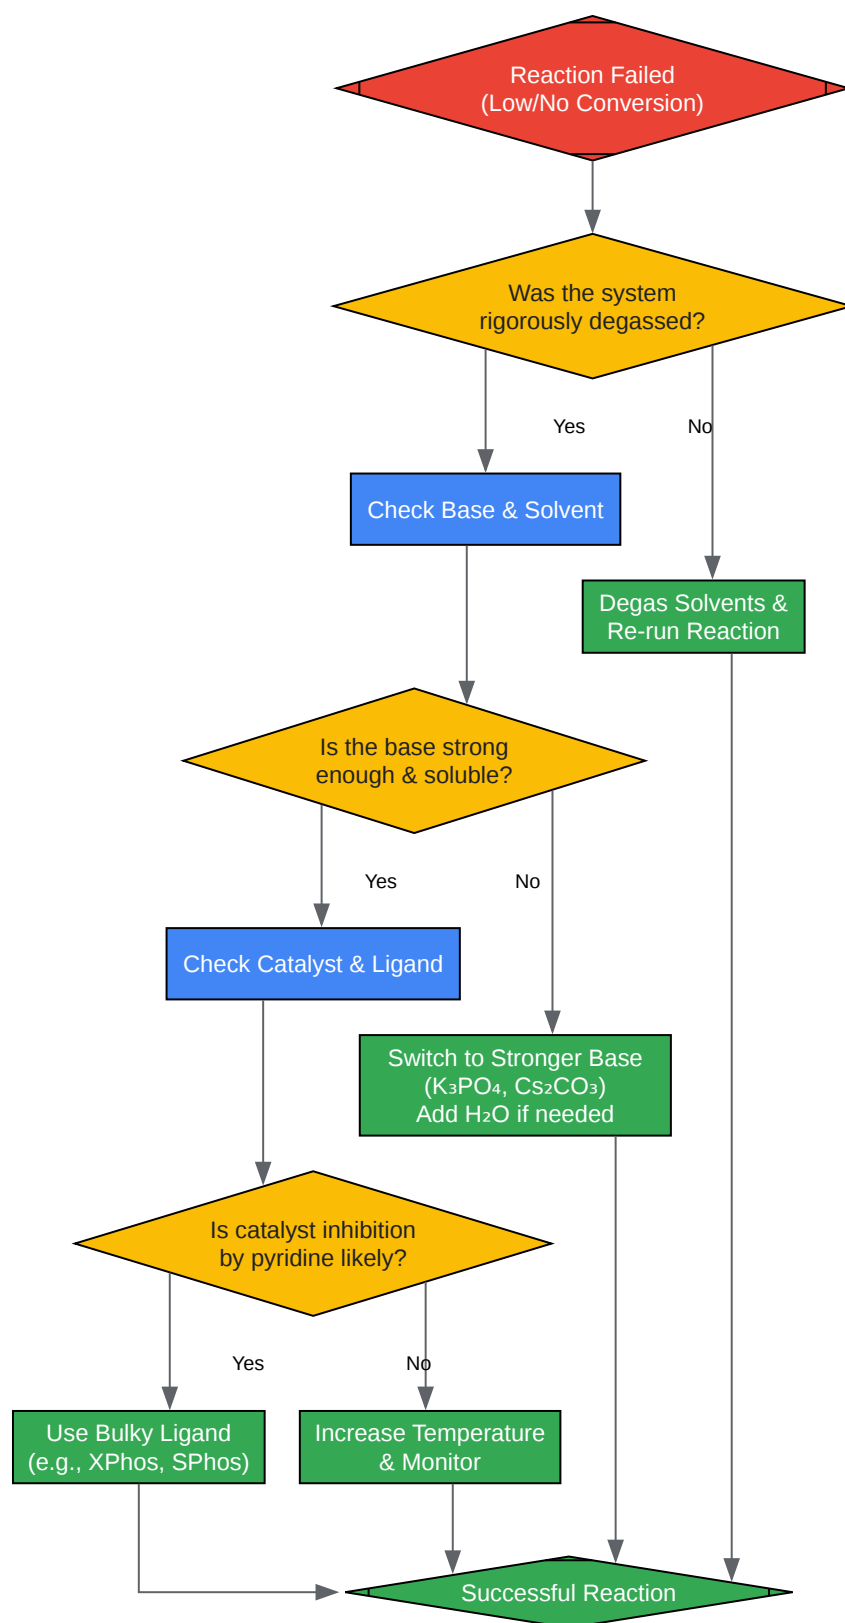 Reaction Failed
(Low/No Conversion)
Was the system
rigorously degassed?
Yes
No
Check Base & Solvent
Degas Solvents &
Re-run Reaction
Is the base strong
enough & soluble?
Yes
No
Check Catalyst & Ligand
Switch to Stronger Base
(K₃PO₄, Cs₂CO₃)
Add H₂O if needed
Is catalyst inhibition
by pyridine likely?
Yes
No
Use Bulky Ligand
(e.g., XPhos, SPhos)
Increase Temperature
& Monitor
Successful Reaction